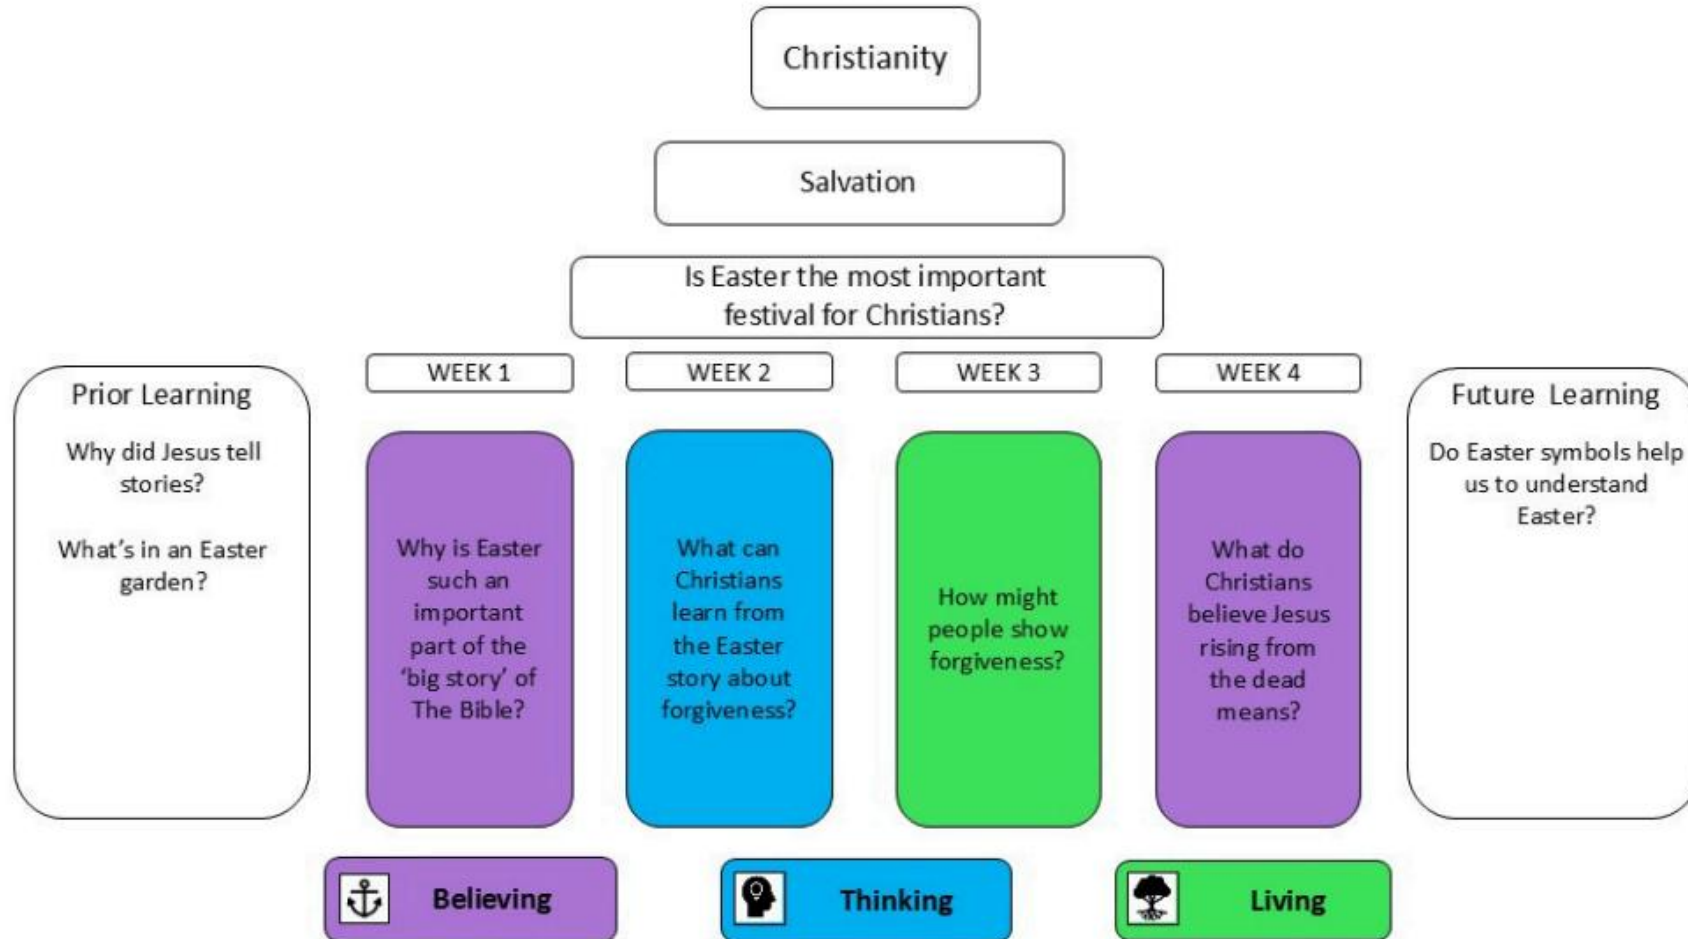 Christianity
Salvation
Is Easter the most important
festival for Christians?
Prior Learning
Why did Jesus tell
stories?
What's in an Easter
garden?
WEEK 1
Why is Easter
such an
important
part of the
‘big story’ of
The Bible?
WEEK 2
What can
Christians
learn from
the Easter
story about
forgiveness?
WEEK 3
How might
people show
forgiveness?
WEEK 4
What do
Christians
believe Jesus
rising from
the dead
means?
Future Learning
Do Easter symbols help
us to understand
Easter?
Believing
Thinking
Living